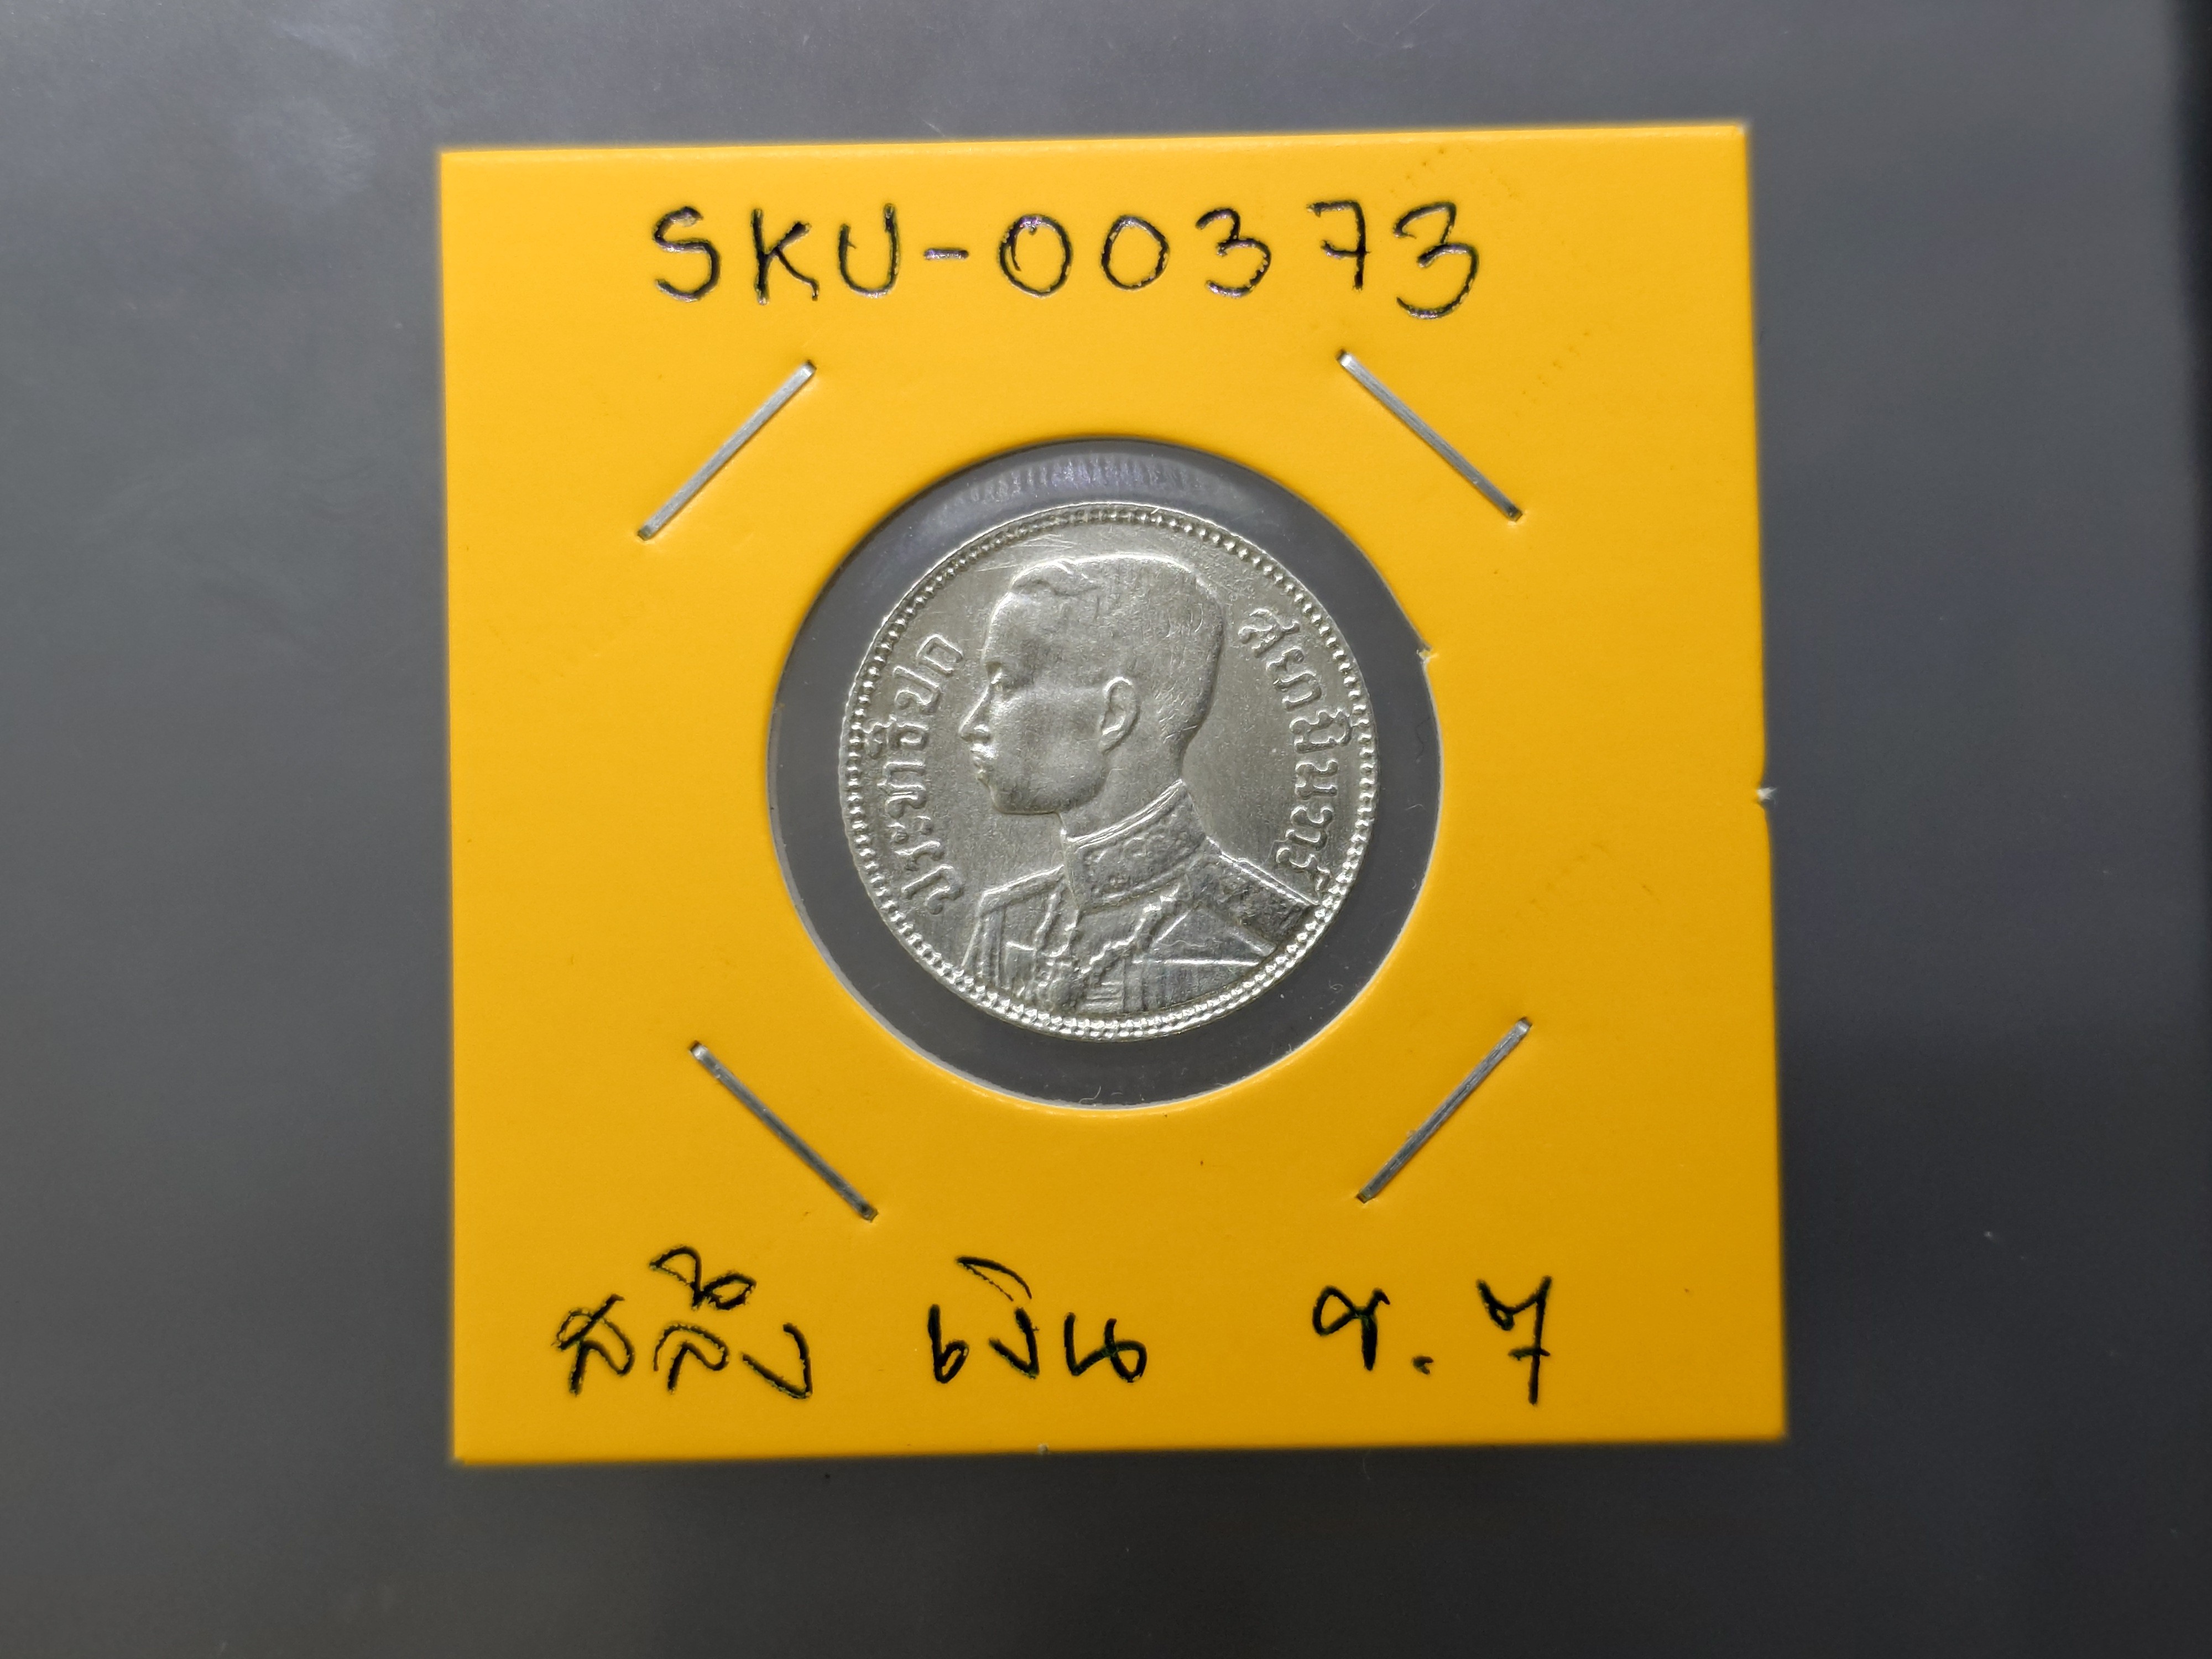 SKU-00373
ประชาธิปก สยามินทร์
สลึง เงิน ร.7